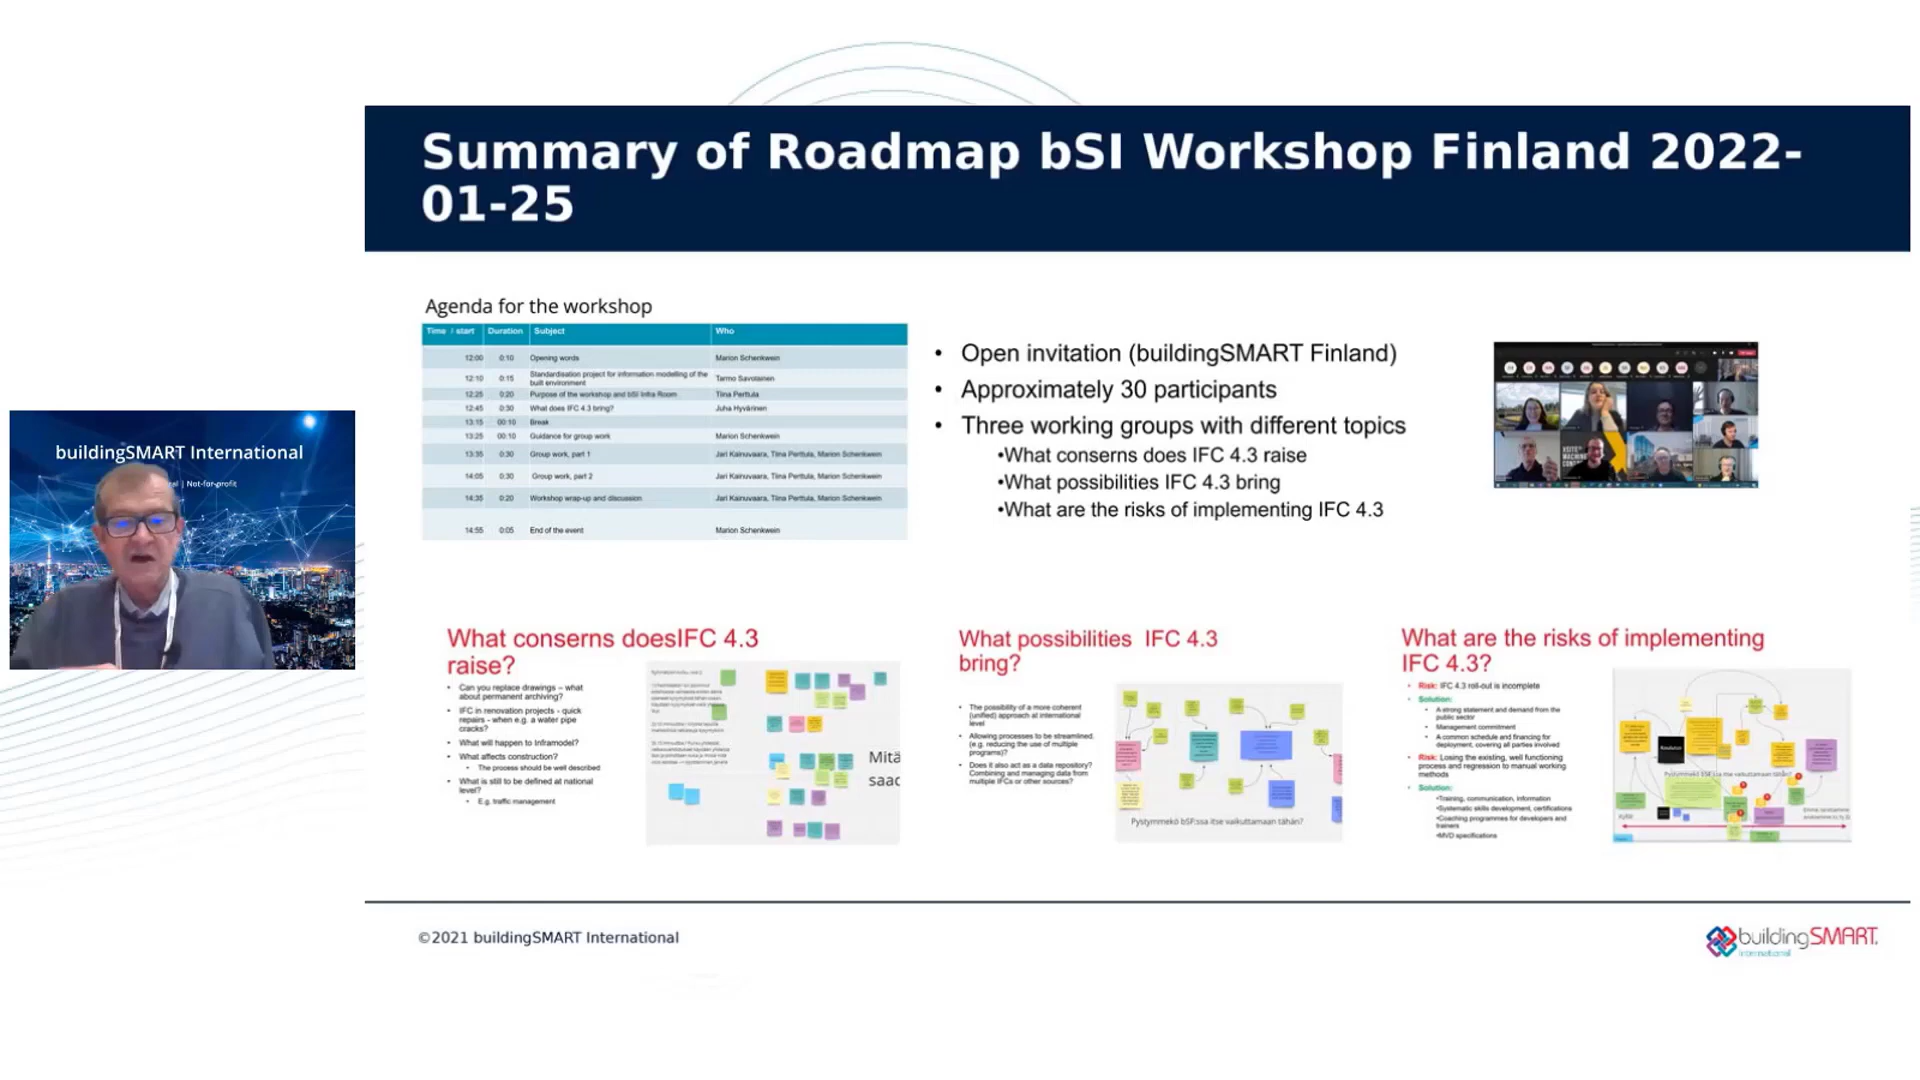 Summary of Roadmap bSI Workshop Finland 2022-
01-25
Agenda for the workshop
Time / start Duration Subject Who
12:00 0:10 Opening words Marion Schenkwein
12:10 0:15 Standardisation project for information modelling of the
built environment Tarmo Savolainen
12:25 0:20 Purpose of the workshop and bSI Infra Room Tiina Perttula
12:45 0:30 What does IFC 4.3 bring? Juha Hyvärinen
13:15 00:10 Break
13:25 00:10 Guidance for group work Marion Schenkwein
13:35 0:30 Group work, part 1 Jari Kainuvaara, Tiina Perttula, Marion Schenkwein
14:05 0:30 Group work, part 2 Jari Kainuvaara, Tiina Perttula, Marion Schenkwein
14:35 0:20 Workshop wrap-up and discussion Jari Kainuvaara, Tiina Perttula, Marion Schenkwein
14:55 0:05 End of the event Marion Schenkwein
• Open invitation (buildingSMART Finland)
• Approximately 30 participants
• Three working groups with different topics
•What conserns does IFC 4.3 raise
•What possibilities IFC 4.3 bring
•What are the risks of implementing IFC 4.3
buildingSMART International
| Not-for-profit
What conserns doesIFC 4.3
raise?
• Can you replace drawings – what
about permanent archiving?
• IFC in renovation projects - quick
repairs - when e.g. a water pipe
cracks?
• What will happen to Inframodel?
• What affects construction?
• The process should be well described
• What is still to be defined at national
level?
• E.g. traffic management
Mitä
saad
What possibilities IFC 4.3
bring?
• The possibility of a more coherent
(unified) approach at international
level
• Allowing processes to be streamlined.
(e.g. reducing the use of multiple
programs)?
• Does it also act as a data repository?
Combining and managing data from
multiple IFCs or other sources?
Pystymmekö bSF:ssa itse vaikuttamaan tähän?
What are the risks of implementing
IFC 4.3?
• Risk: IFC 4.3 roll-out is incomplete
• Solution:
• A strong statement and demand from the
public sector
• Management commitment
• A common schedule and financing for
deployment, covering all parties involved
• Risk: Losing the existing, well functioning
process and regression to manual working
methods
• Solution:
•Training, communication, information
•Systematic skills development, certifications
•Coaching programmes for developers and
trainers
•MVD specifications
Pystymmekö BSF:ssa itse vaikuttamaan tähän?
©2021 buildingSMART International
buildingSMART
International